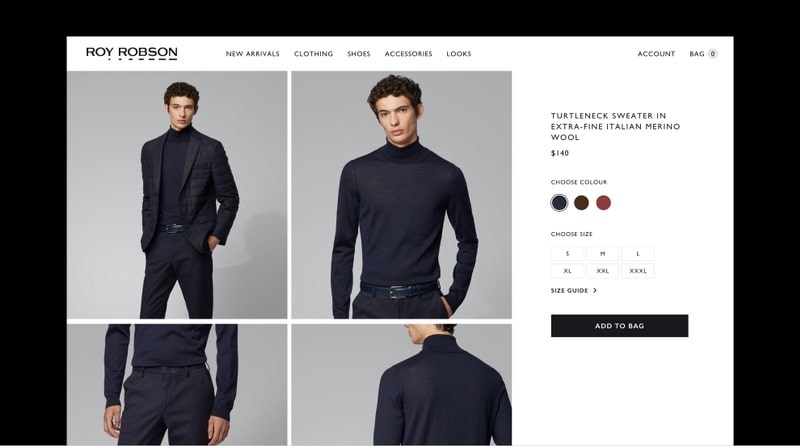 ROY ROBSON
NEW ARRIVALS CLOTHING SHOES ACCESSORIES LOOKS
ACCOUNT BAG 0
TURTLENECK SWEATER IN
EXTRA-FINE ITALIAN MERINO
WOOL
$140
CHOOSE COLOUR
CHOOSE SIZE
S M L
XL XXL XXXL
SIZE GUIDE >
ADD TO BAG